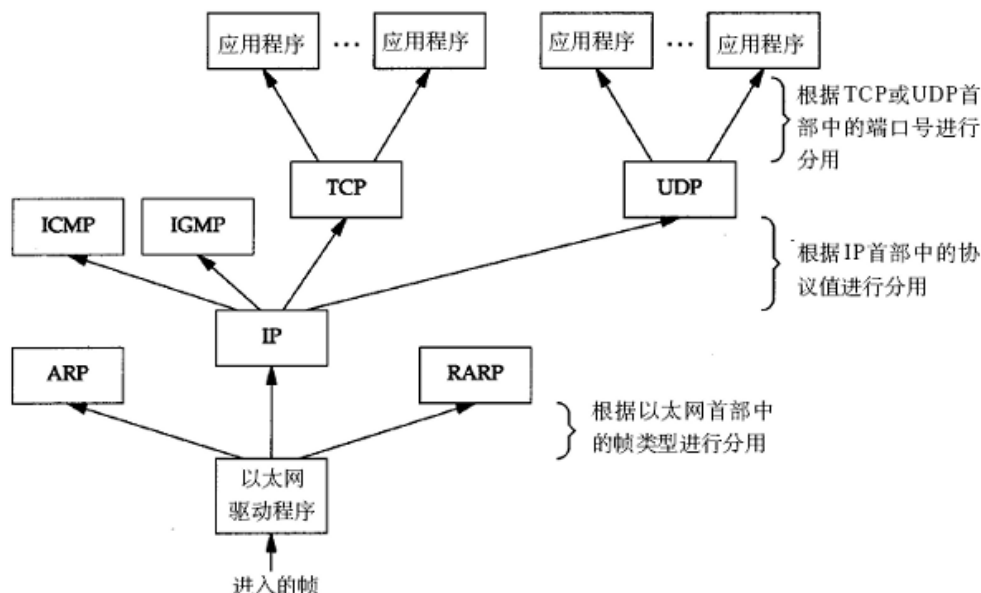 应用程序 … 应用程序 应用程序 … 应用程序
根据TCP或UDP首
部中的端口号进行
分用
TCP UDP
ICMP IGMP
根据IP首部中的协
议值进行分用
IP
ARP RARP
根据以太网首部中
的帧类型进行分用
以太网
驱动程序
进入的帧